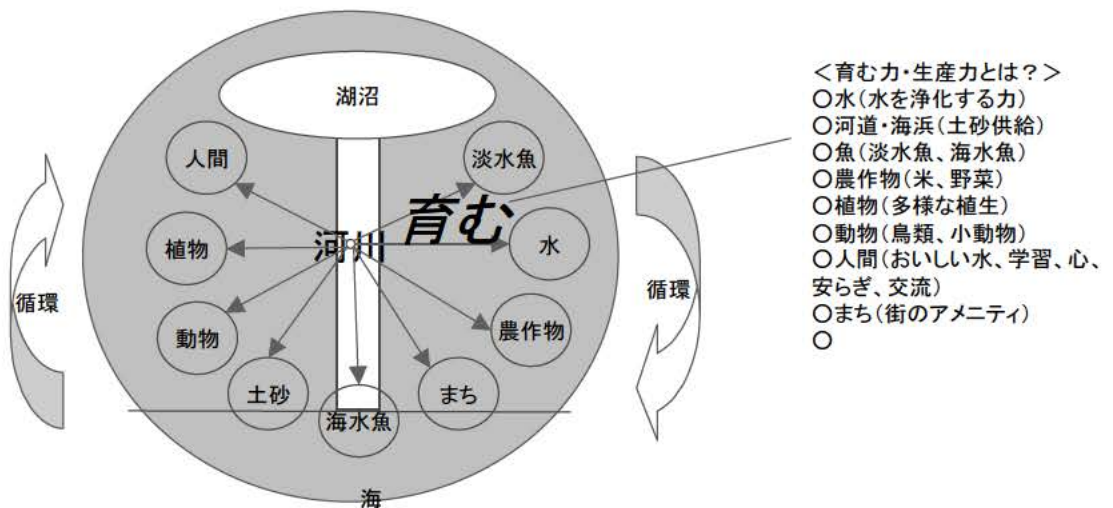 湖沼
人間
淡水魚
育む
植物
河川
水
循環
循環
動物
農作物
土砂
まち
海水魚
海
＜育む力・生産力とは？＞
○水(水を浄化する力)
○河道・海浜(土砂供給)
○魚(淡水魚、海水魚)
○農作物(米、野菜)
○植物(多様な植生)
○動物(鳥類、小動物)
○人間(おいしい水、学習、心、
安らぎ、交流)
○まち(街のアメニティ)
○